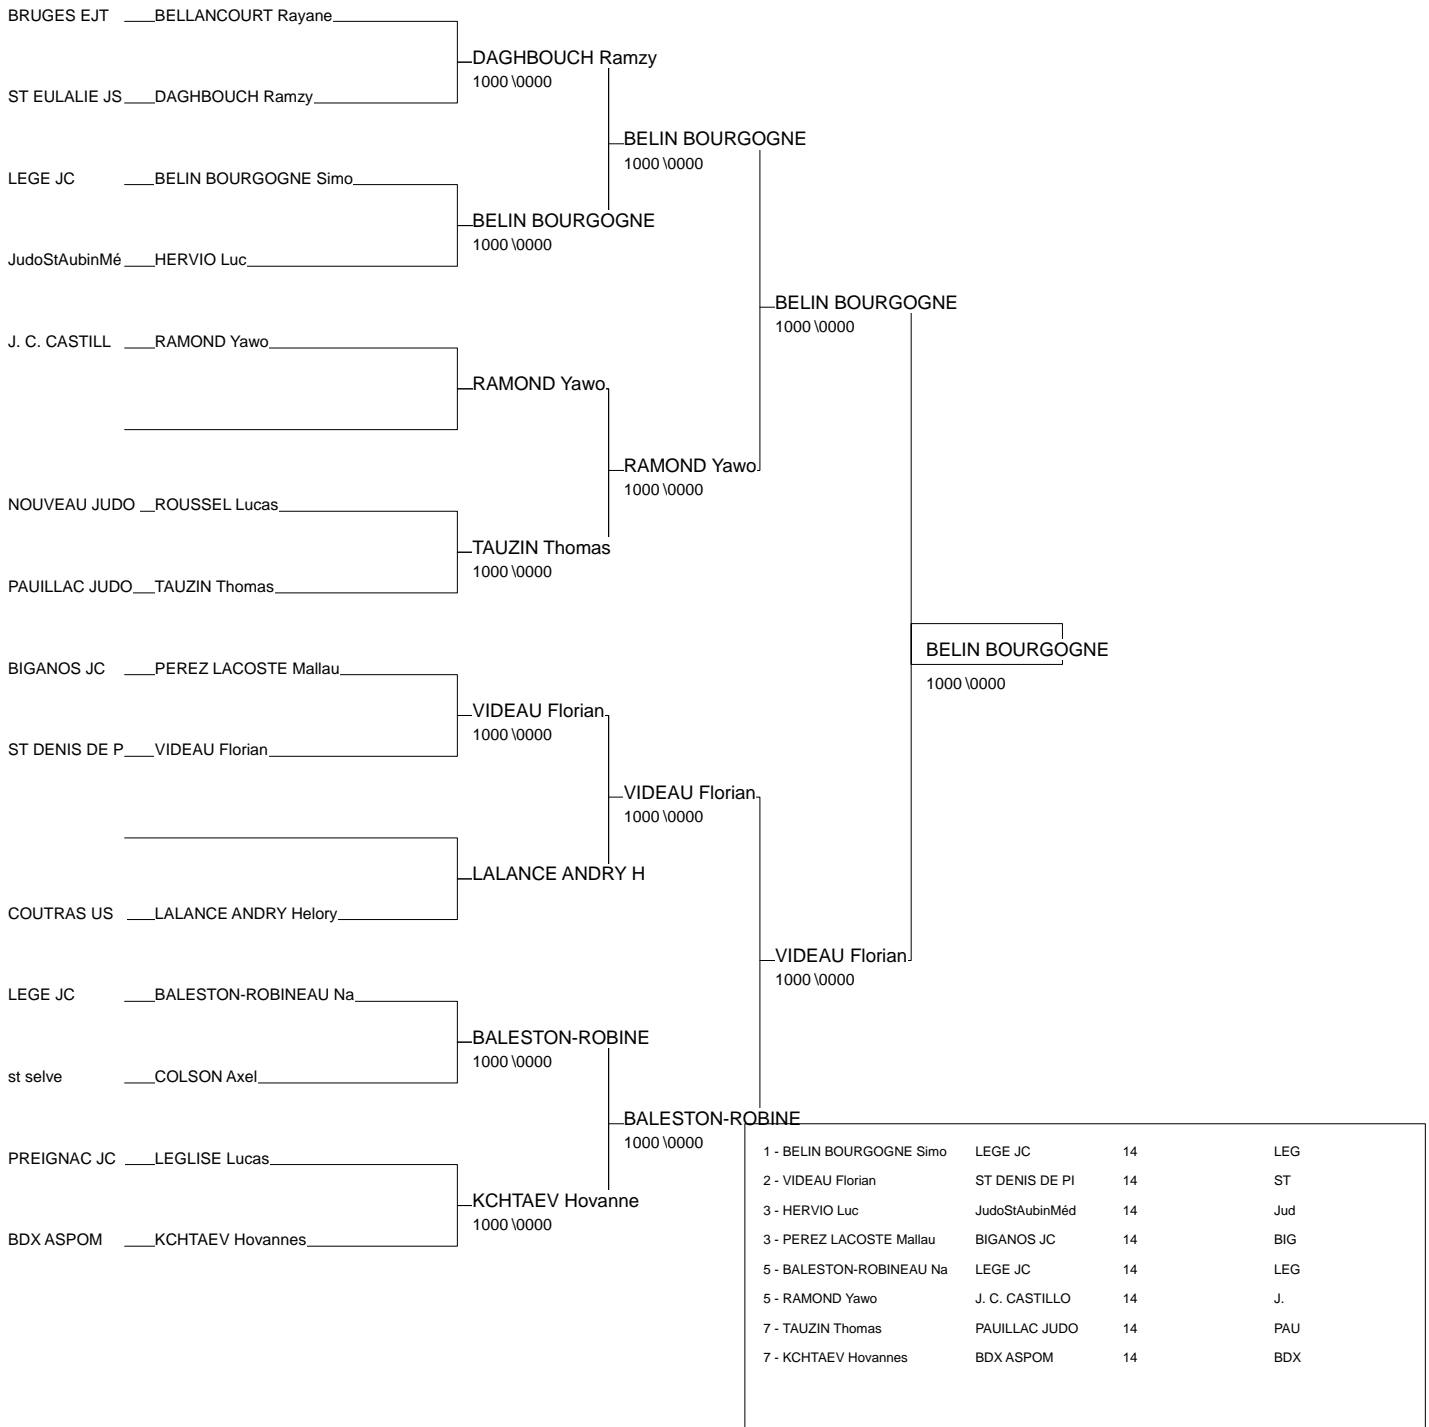 BRUGES EJT BELLANCOURT Rayane
DAGHBOUCH Ramzy
1000 \0000
ST EULALIE JS DAGHBOUCH Ramzy
BELIN BOURGOGNE
1000 \0000
LEGE JC BELIN BOURGOGNE Simo
BELIN BOURGOGNE
1000 \0000
JudoStAubinMé HERVIO Luc
BELIN BOURGOGNE
1000 \0000
J. C. CASTILL RAMOND Yawo
RAMOND Yawo
RAMOND Yawo
1000 \0000
NOUVEAU JUDO ROUSSEL Lucas
TAUZIN Thomas
1000 \0000
PAUILLAC JUDO TAUZIN Thomas
BELIN BOURGOGNE
1000 \0000
BIGANOS JC PEREZ LACOSTE Mallau
VIDEAU Florian
1000 \0000
ST DENIS DE P VIDEAU Florian
VIDEAU Florian
1000 \0000
LALANCE ANDRY H
COUTRAS US LALANCE ANDRY Helory
VIDEAU Florian
1000 \0000
LEGE JC BALESTON-ROBINEAU Na
BALESTON-ROBINE
1000 \0000
st selve COLSON Axel
BALESTON-ROBINE
1000 \0000
PREIGNAC JC LEGLISE Lucas
KCHTAEV Hovanne
1000 \0000
BDX ASPOM KCHTAEV Hovannes
1 - BELIN BOURGOGNE Simo LEGE JC 14 LEG
2 - VIDEAU Florian ST DENIS DE PI 14 ST
3 - HERVIO Luc JudoStAubinMéd 14 Jud
3 - PEREZ LACOSTE Mallau BIGANOS JC 14 BIG
5 - BALESTON-ROBINEAU Na LEGE JC 14 LEG
5 - RAMOND Yawo J. C. CASTILLO 14 J.
7 - TAUZIN Thomas PAUILLAC JUDO 14 PAU
7 - KCHTAEV Hovannes BDX ASPOM 14 BDX